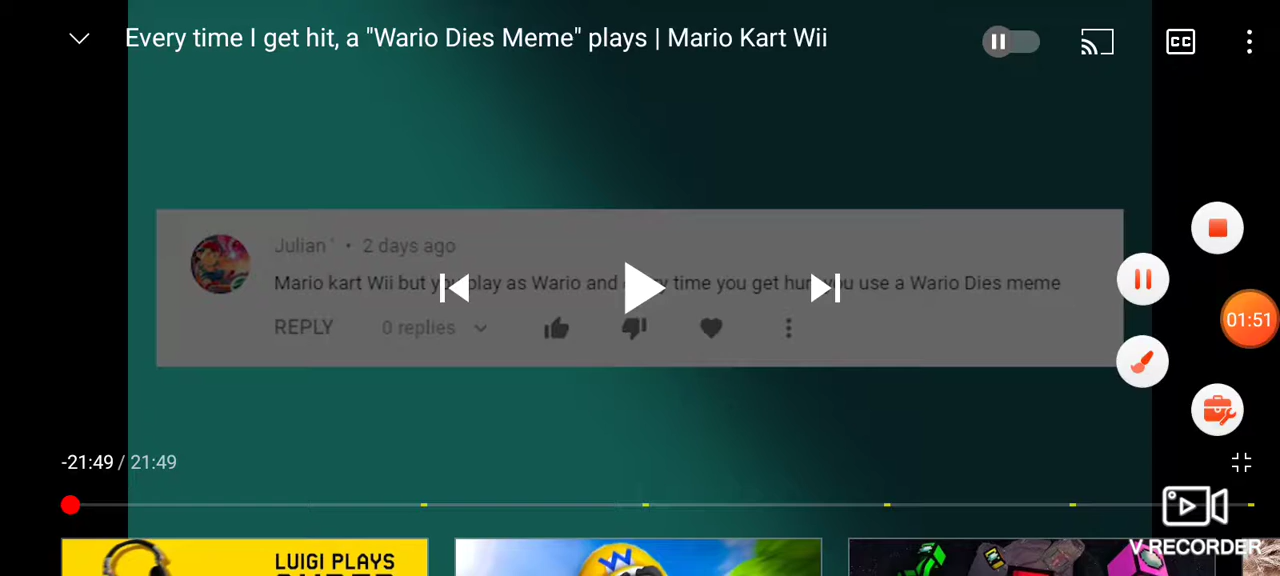 Every time I get hit, a "Wario Dies Meme" plays | Mario Kart Wii
CC
Julian ' • 2 days ago
Mario kart Wii but you play as Wario and time you get hur you use a Wario Dies meme
REPLY 0 replies
01:51
-21:49 / 21:49
V RECORDER
LUIGI PLAYS
W